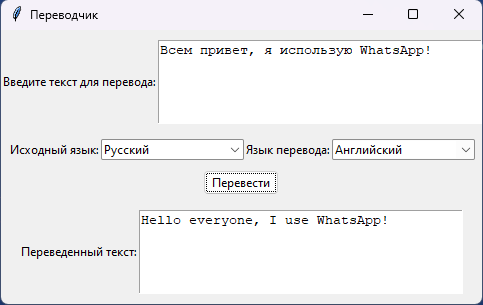 Переводчик
Введите текст для перевода:
Всем привет, я использую WhatsApp!
Исходный язык: Русский Язык перевода: Английский
Перевести
Переведенный текст:
Hello everyone, I use WhatsApp!